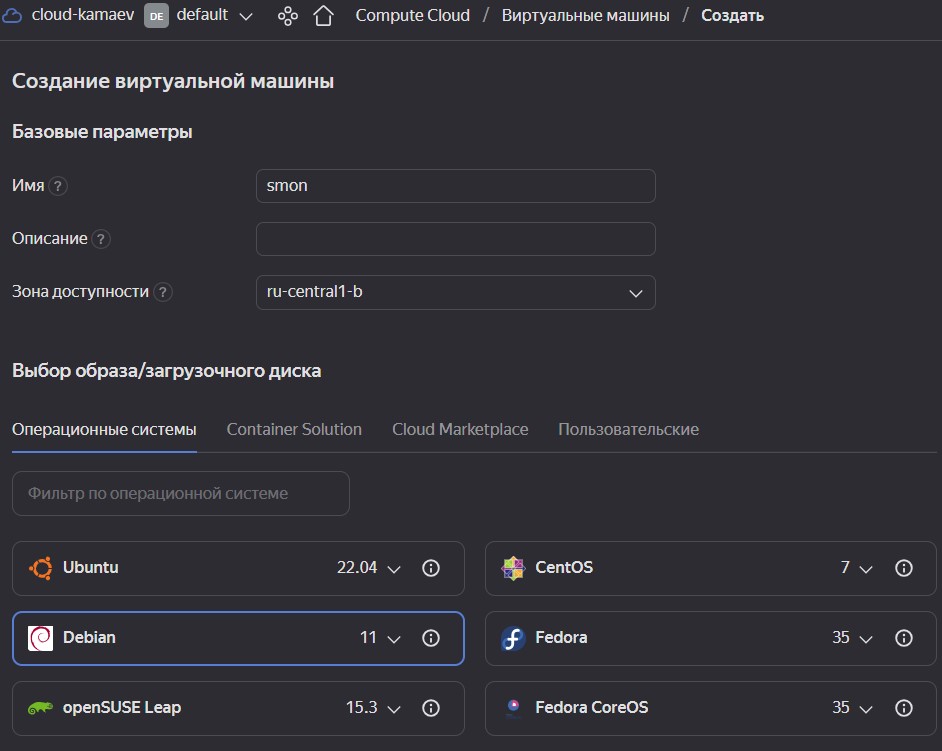 cloud-kamaev DE default Compute Cloud / Виртуальные машины / Создать
Создание виртуальной машины
Базовые параметры
Имя ? smon
Описание ?
Зона доступности ? ru-central1-b
Выбор образа/загрузочного диска
Операционные системы Container Solution Cloud Marketplace Пользовательские
Фильтр по операционной системе
Ubuntu 22.04 CentOS 7
Debian 11 Fedora 35
openSUSE Leap 15.3 Fedora CoreOS 35